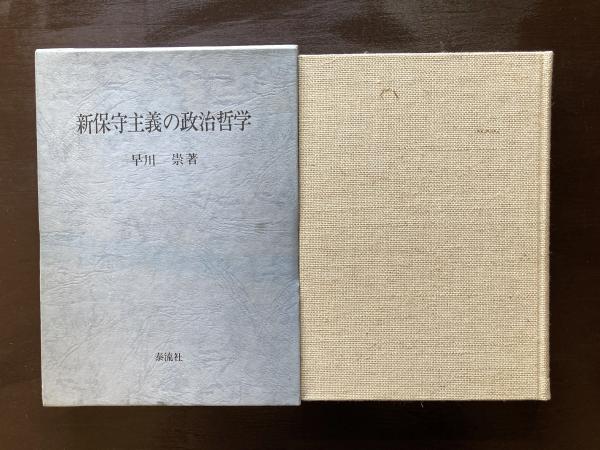 新保守主義の政治哲学
早川 崇著
泰流社